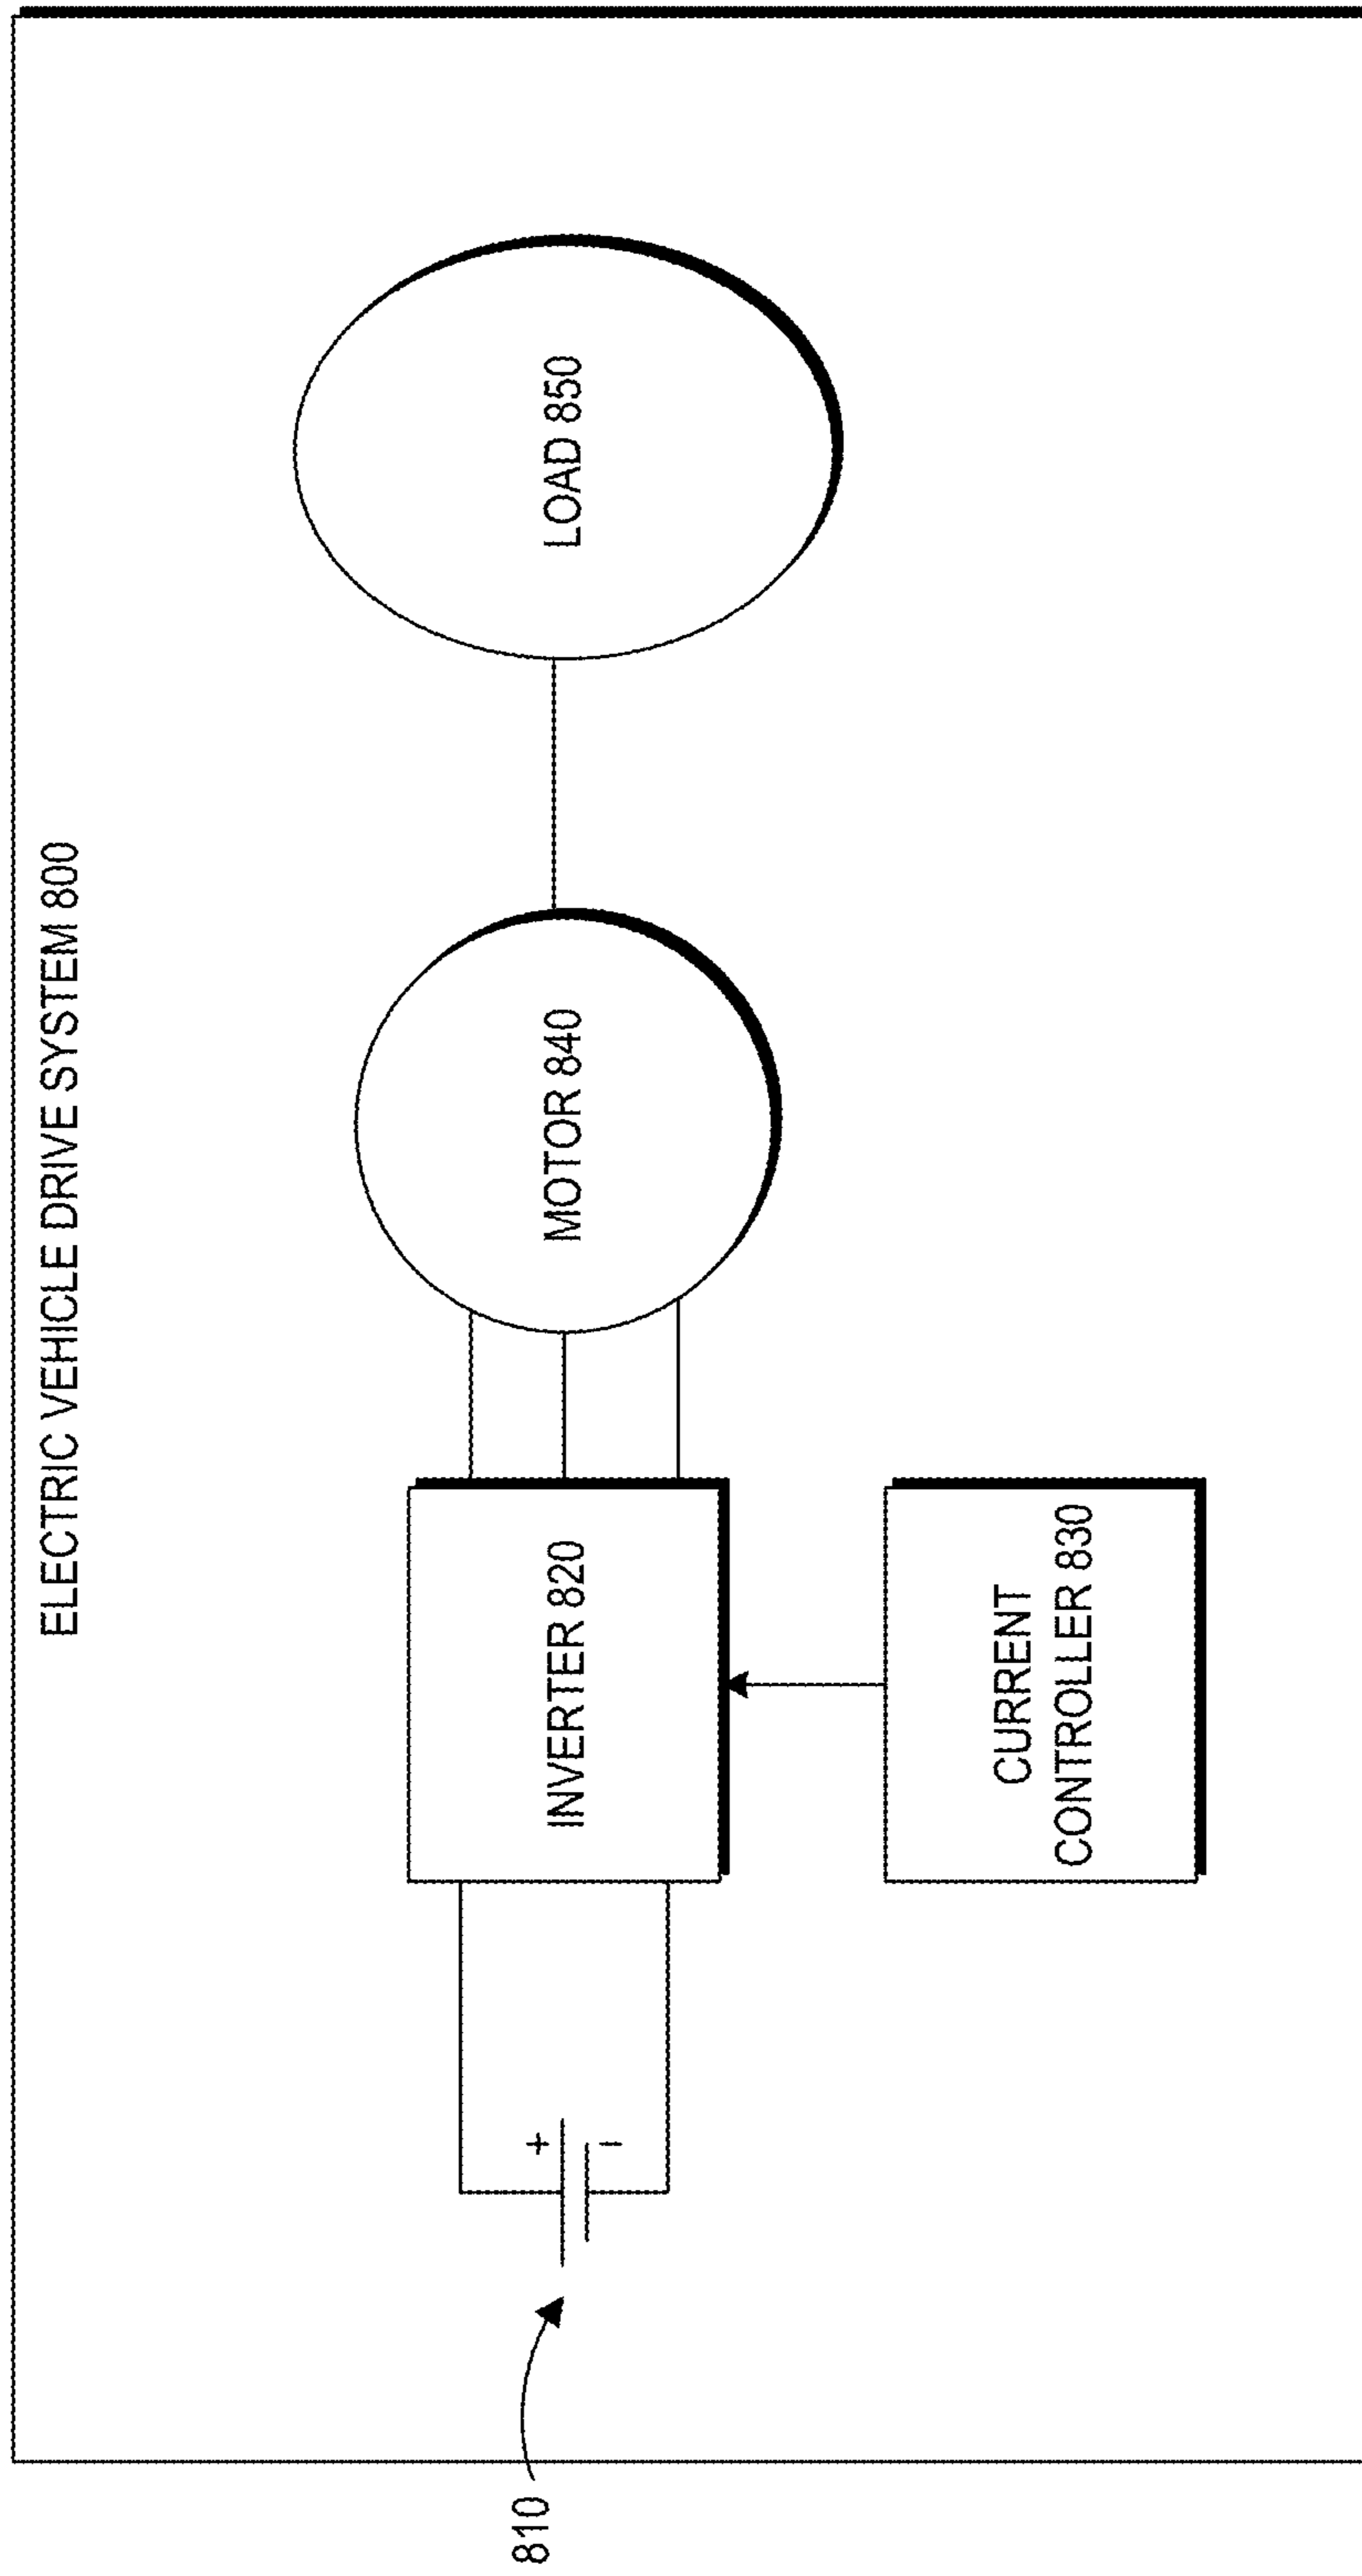 ELECTRIC VEHICLE DRIVE SYSTEM 800
810
+
−
INVERTER 820
MOTOR 840
LOAD 850
CURRENT
CONTROLLER 830